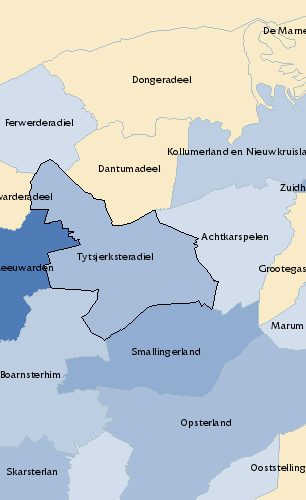 De Marne
Dongeradeel
Ferwerderadiel
Kollumerland en Nieuwkruisla
Dantumadeel
Zuidh
warderadeel
Achtkarspelen
Tytsjerksteradiel
eeuwarden
Grootegas
Marum
Smallingerland
Boarnsterhim
Opsterland
Skarsterlan
Ooststelling